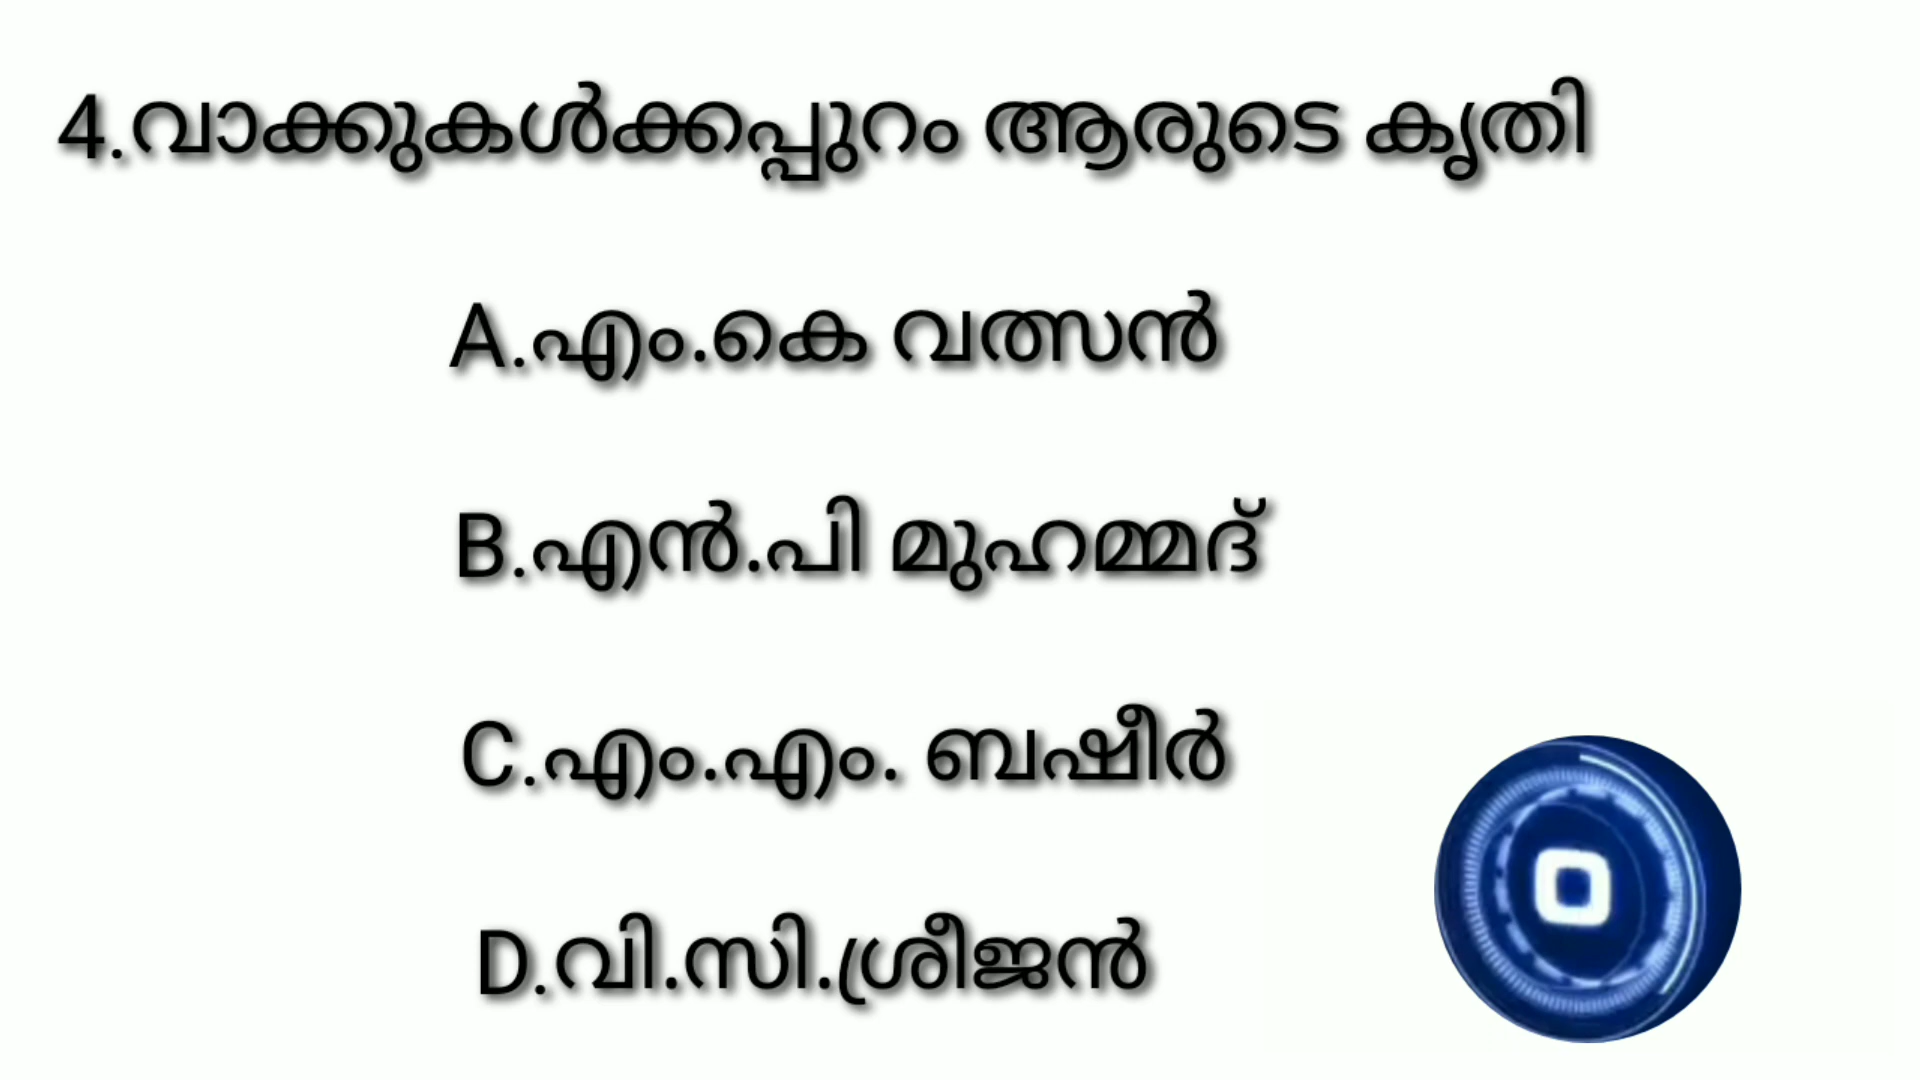 4.വാക്കുകൾക്കപ്പുറം ആരുടെ കൃതി
A.എം.കെ വത്സൻ
B.എൻ.പി മുഹമ്മദ്
C.എം.എം. ബഷീർ
D.വി.സി.ശ്രീജൻ